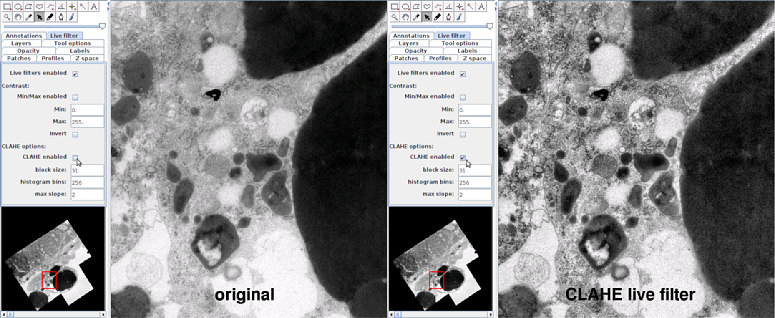 Annotations Live filter
Layers Tool options
Opacity Labels
Patches Profiles Z space
Live filters enabled
Contrast:
Min/Max enabled
Min: 0.
Max: 255.
Invert
CLAHE options:
CLAHE enabled
block size: 31
histogram bins: 256
max slope: 2
original
Annotations Live filter
Layers Tool options
Opacity Labels
Patches Profiles Z space
Live filters enabled
Contrast:
Min/Max enabled
Min: 0.
Max: 255.
Invert
CLAHE options:
CLAHE enabled
block size: 31
histogram bins: 256
max slope: 2
CLAHE live filter